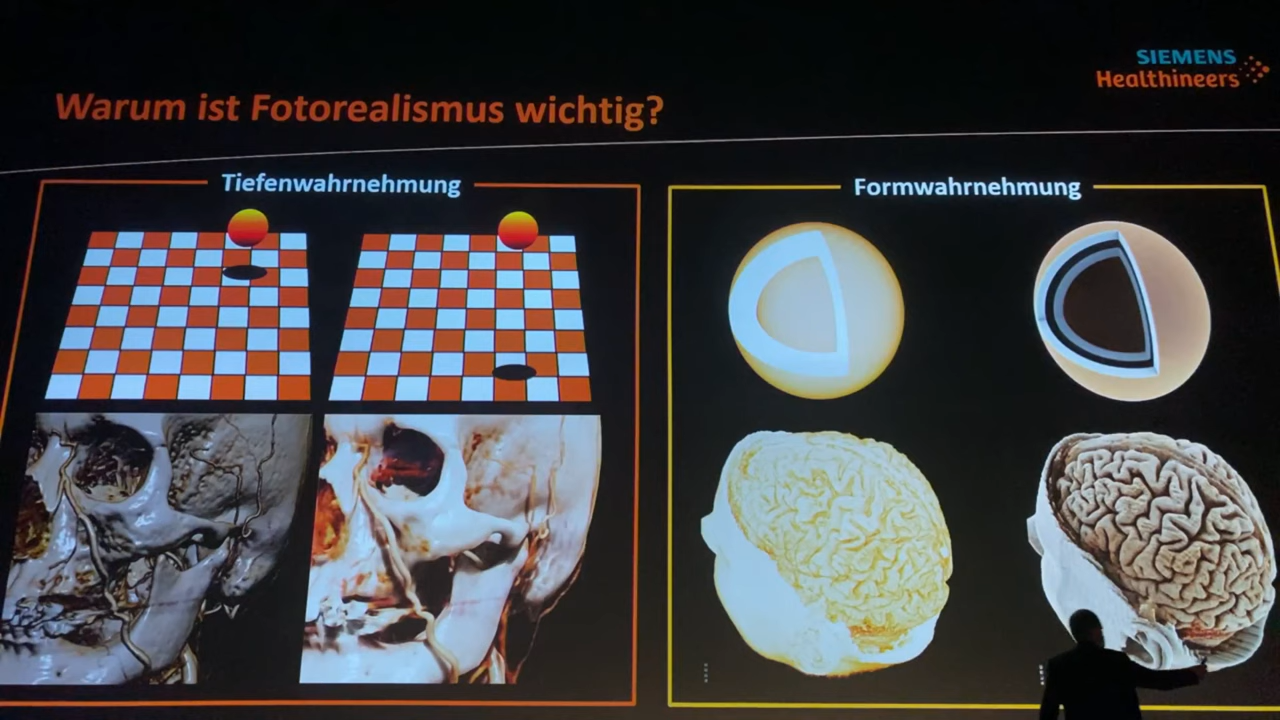 SIEMENS
Healthineers
Warum ist Fotorealismus wichtig?
Tiefenwahrnehmung
Formwahrnehmung